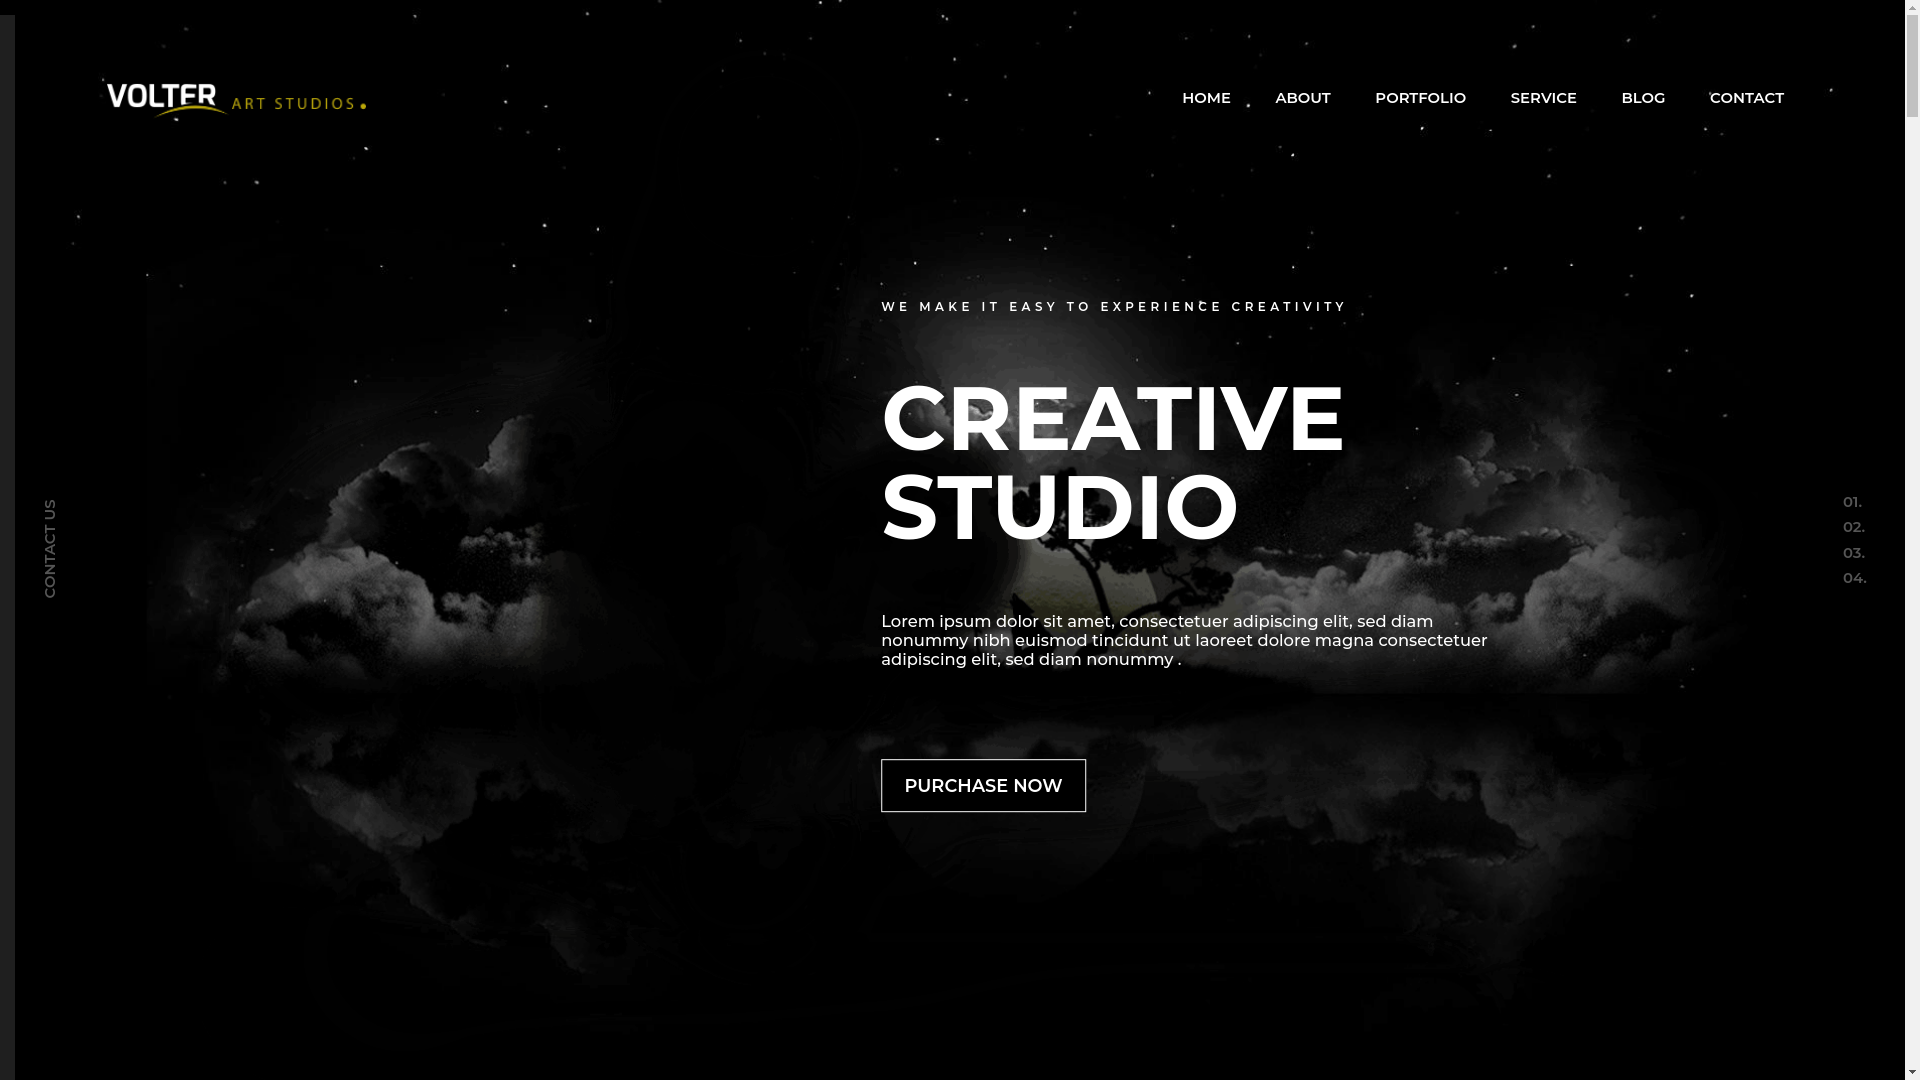 VOLTER ART STUDIOS.
HOME ABOUT PORTFOLIO SERVICE BLOG CONTACT
WE MAKE IT EASY TO EXPERIENCE CREATIVITY
CREATIVE
STUDIO
CONTACT US
01.
02.
03.
04.
Lorem ipsum dolor sit amet, consectetuer adipiscing elit, sed diam
nonummy nibh euismod tincidunt ut laoreet dolore magna consectetuer
adipiscing elit, sed diam nonummy .
PURCHASE NOW